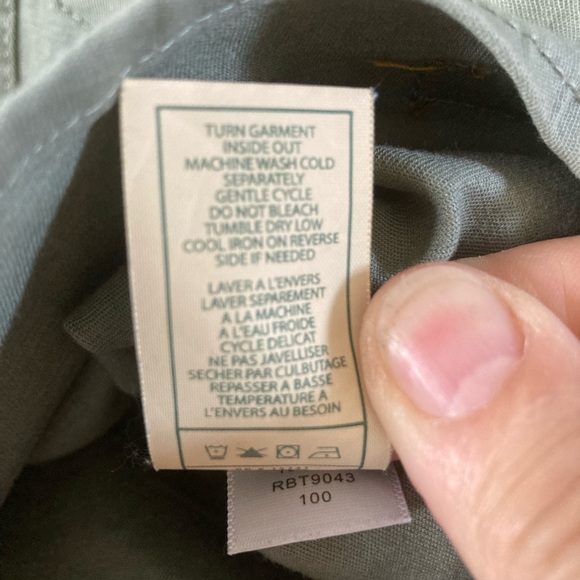 TURN GARMENT
INSIDE OUT
MACHINE WASH COLD
SEPARATELY
GENTLE CYCLE
DO NOT BLEACH
TUMBLE DRY LOW
COOL IRON ON REVERSE
SIDE IF NEEDED
LAVER A L'ENVERS
LAVER SEPAREMENT
A LA MACHINE
A L'EAU FROIDE
CYCLE DELICAT
NE PAS JAVELLISER
SECHER PAR CULBUTAGE
REPASSER A BASSE
TEMPERATURE A
L'ENVERS AU BESOIN
RBT9043
100